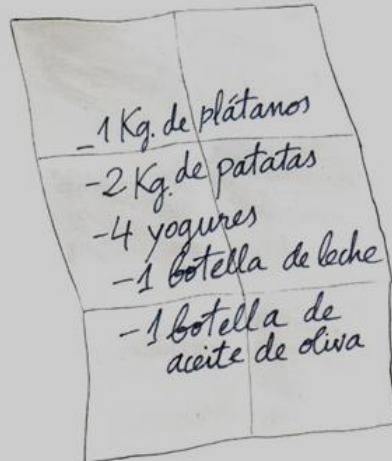 -1 Kg. de plátanos
-2 Kg. de patatas
-4 yogures
-1 botella de leche
-1 botella de
aceite de oliva